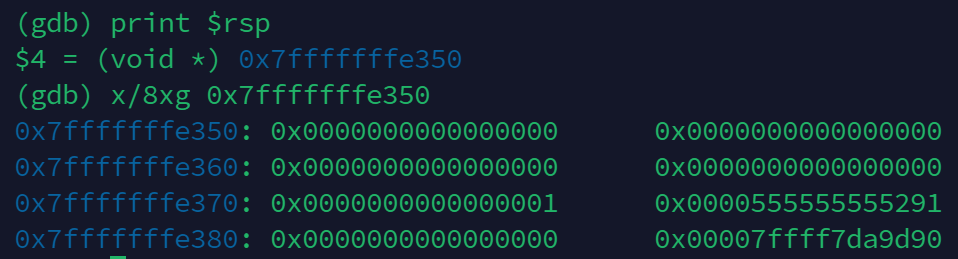 (gdb) print $rsp
$4 = (void *) 0x7fffffffe350
(gdb) x/8xg 0x7fffffffe350
0x7fffffffe350: 0x0000000000000000 0x0000000000000000
0x7fffffffe360: 0x0000000000000000 0x0000000000000000
0x7fffffffe370: 0x0000000000000001 0x0000555555555291
0x7fffffffe380: 0x0000000000000000 0x00007ffff7da9d90